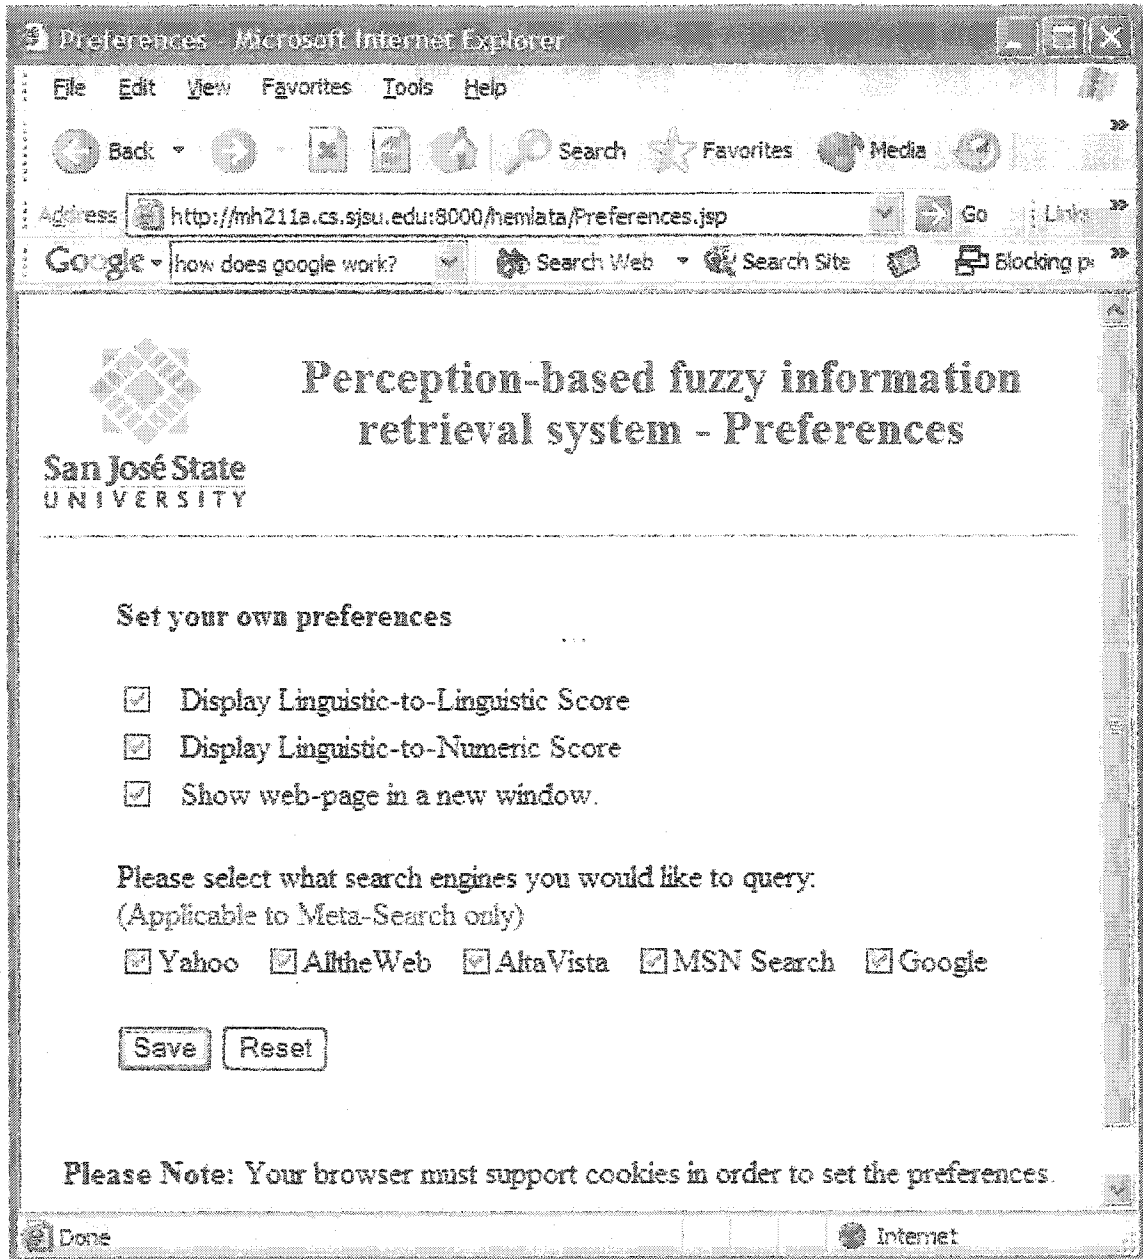 Preferences - Microsoft Internet Explorer
File Edit View Favorites Tools Help
Back Search Favorites Media
Address http://mh211a.cs.sjsu.edu:8000/hemlata/Preferences.jsp Go Links
Google how does google work? Search Web Search Site Blocking p
Perception-based fuzzy information
retrieval system - Preferences
San José State
UNIVERSITY
Set your own preferences
Display Linguistic-to-Linguistic Score
Display Linguistic-to-Numeric Score
Show web-page in a new window.
Please select what search engines you would like to query:
(Applicable to Meta-Search only)
Yahoo AlltheWeb AltaVista MSN Search Google
Save Reset
Please Note: Your browser must support cookies in order to set the preferences.
Done Internet